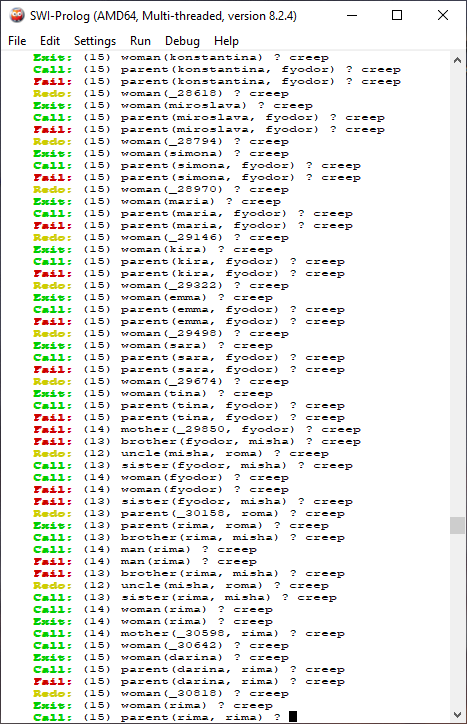 SWI-Prolog (AMD64, Multi-threaded, version 8.2.4)
File Edit Settings Run Debug Help
Exit: (15) woman(konstantina) ? creep
Call: (15) parent(konstantina, fyodor) ? creep
Fail: (15) parent(konstantina, fyodor) ? creep
Redo: (15) woman(_28618) ? creep
Exit: (15) woman(miroslava) ? creep
Call: (15) parent(miroslava, fyodor) ? creep
Fail: (15) parent(miroslava, fyodor) ? creep
Redo: (15) woman(_28794) ? creep
Exit: (15) woman(simona) ? creep
Call: (15) parent(simona, fyodor) ? creep
Fail: (15) parent(simona, fyodor) ? creep
Redo: (15) woman(_28970) ? creep
Exit: (15) woman(maria) ? creep
Call: (15) parent(maria, fyodor) ? creep
Fail: (15) parent(maria, fyodor) ? creep
Redo: (15) woman(_29146) ? creep
Exit: (15) woman(kira) ? creep
Call: (15) parent(kira, fyodor) ? creep
Fail: (15) parent(kira, fyodor) ? creep
Redo: (15) woman(_29322) ? creep
Exit: (15) woman(emma) ? creep
Call: (15) parent(emma, fyodor) ? creep
Fail: (15) parent(emma, fyodor) ? creep
Redo: (15) woman(_29498) ? creep
Exit: (15) woman(sara) ? creep
Call: (15) parent(sara, fyodor) ? creep
Fail: (15) parent(sara, fyodor) ? creep
Redo: (15) woman(_29674) ? creep
Exit: (15) woman(tina) ? creep
Call: (15) parent(tina, fyodor) ? creep
Fail: (15) parent(tina, fyodor) ? creep
Fail: (14) mother(_29850, fyodor) ? creep
Fail: (13) brother(fyodor, misha) ? creep
Redo: (12) uncle(misha, roma) ? creep
Call: (13) sister(fyodor, misha) ? creep
Call: (14) woman(fyodor) ? creep
Fail: (14) woman(fyodor) ? creep
Fail: (13) sister(fyodor, misha) ? creep
Redo: (13) parent(_30158, roma) ? creep
Exit: (13) parent(rima, roma) ? creep
Call: (13) brother(rima, misha) ? creep
Call: (14) man(rima) ? creep
Fail: (14) man(rima) ? creep
Fail: (13) brother(rima, misha) ? creep
Redo: (12) uncle(misha, roma) ? creep
Call: (13) sister(rima, misha) ? creep
Call: (14) woman(rima) ? creep
Exit: (14) woman(rima) ? creep
Call: (14) mother(_30598, rima) ? creep
Call: (15) woman(_30642) ? creep
Exit: (15) woman(darina) ? creep
Call: (15) parent(darina, rima) ? creep
Fail: (15) parent(darina, rima) ? creep
Redo: (15) woman(_30818) ? creep
Exit: (15) woman(rima) ? creep
Call: (15) parent(rima, rima) ?